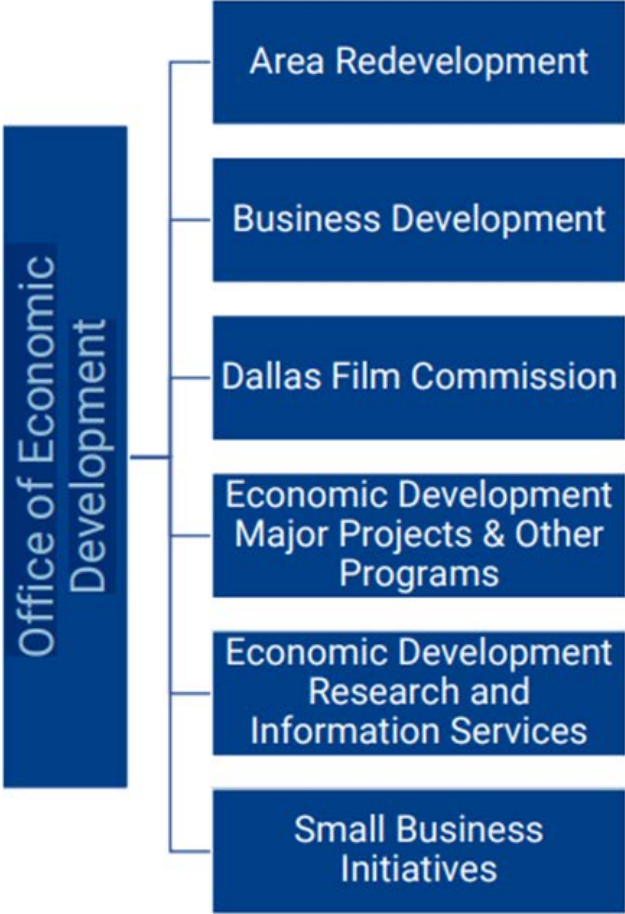 Office of Economic
Development
Area Redevelopment
Business Development
Dallas Film Commission
Economic Development
Major Projects & Other
Programs
Economic Development
Research and
Information Services
Small Business
Initiatives